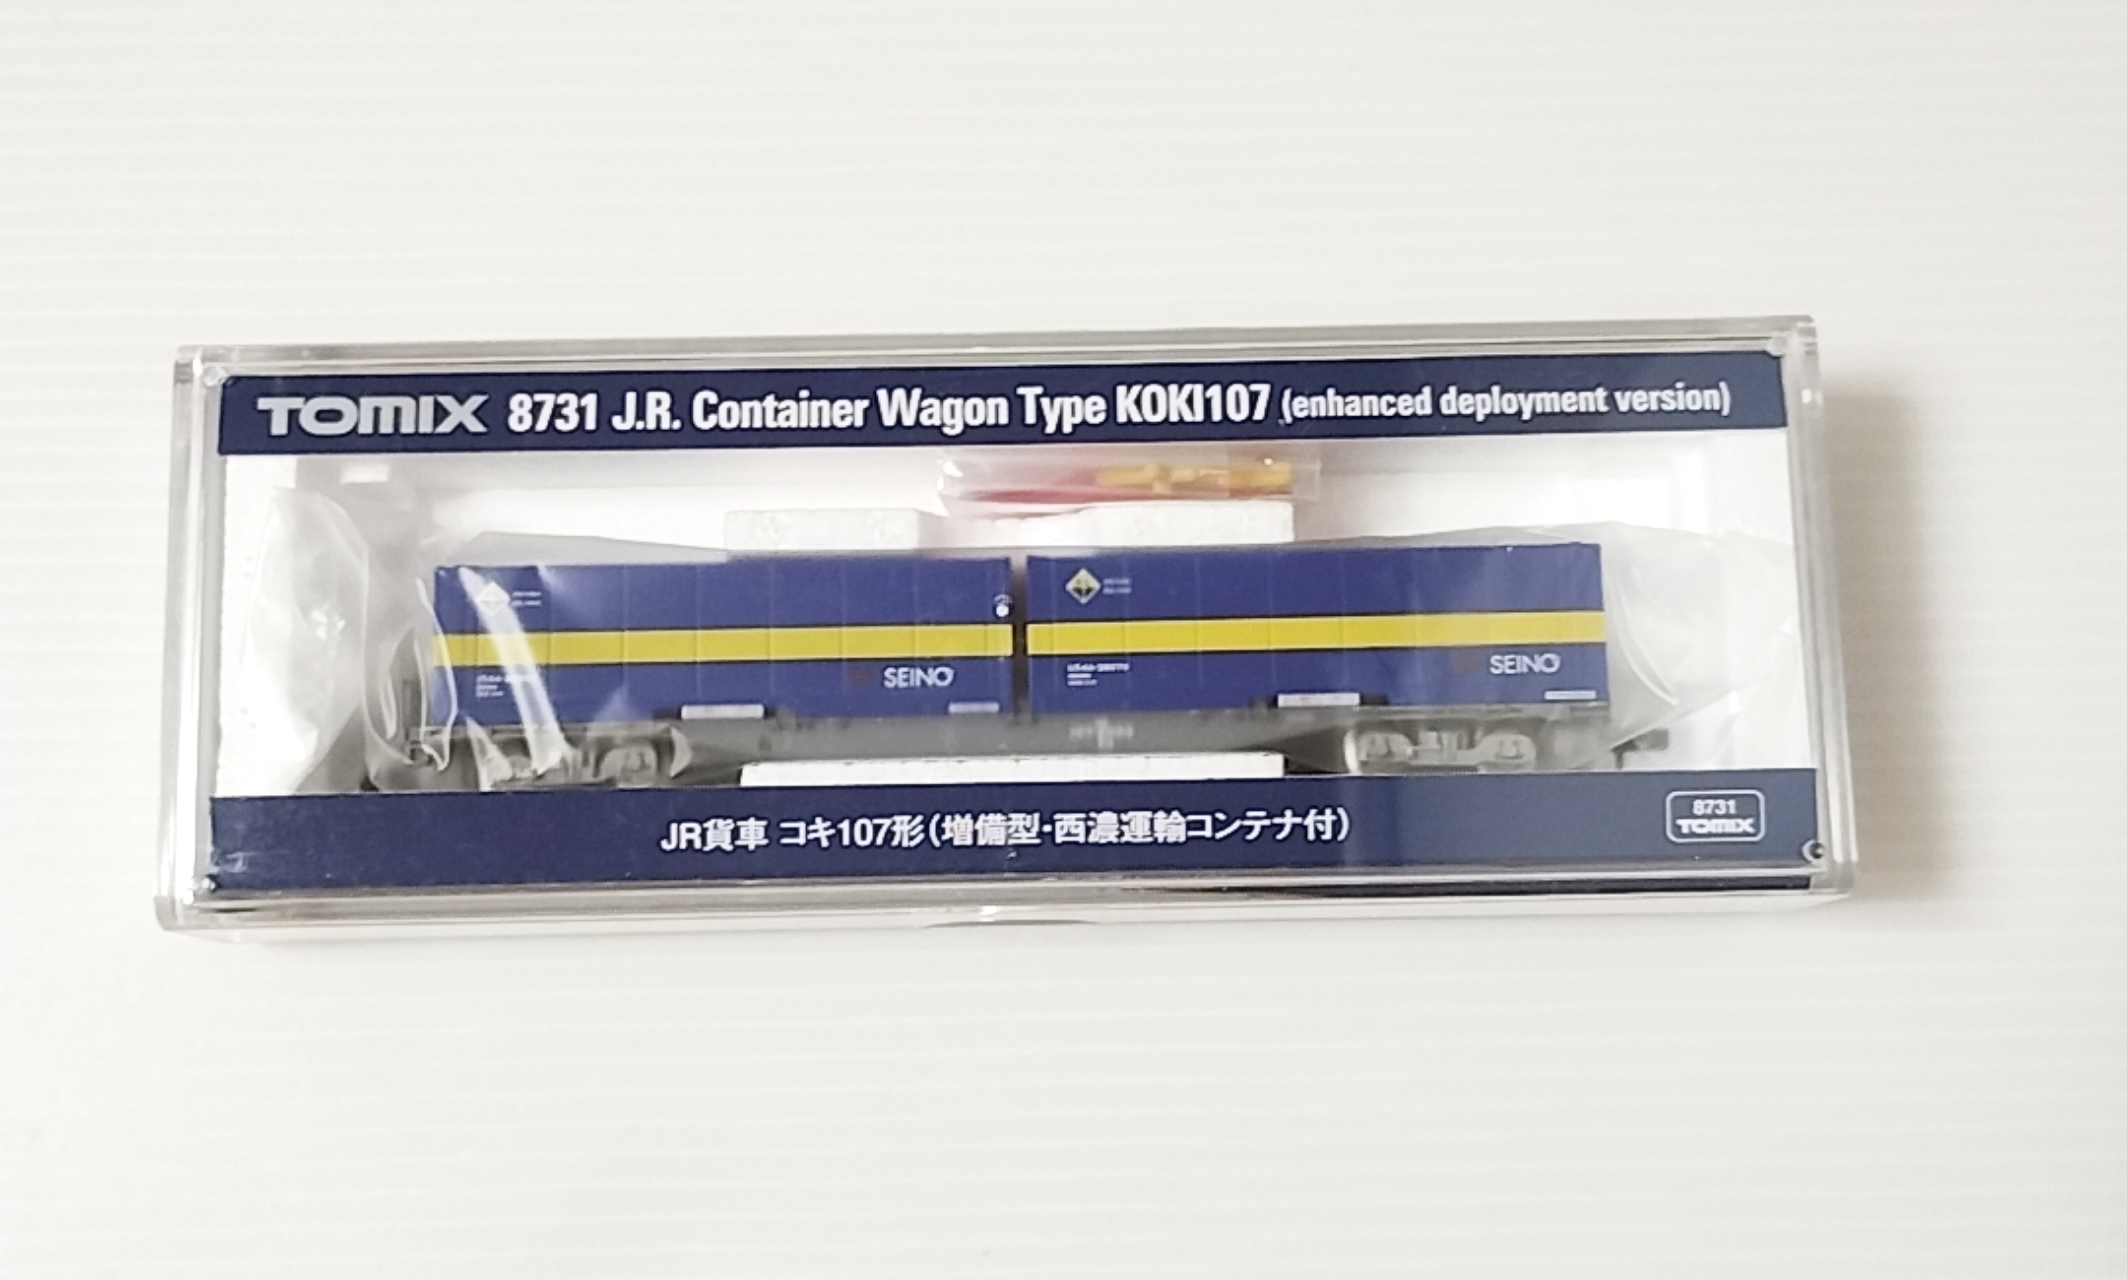 TOMIX 8731 J.R. Container Wagon Type KOKI107 (enhanced deployment version)
SEINO
SEINO
JR貨車 コキ107形(増備型・西濃運輸コンテナ付)
8731
TOMIX